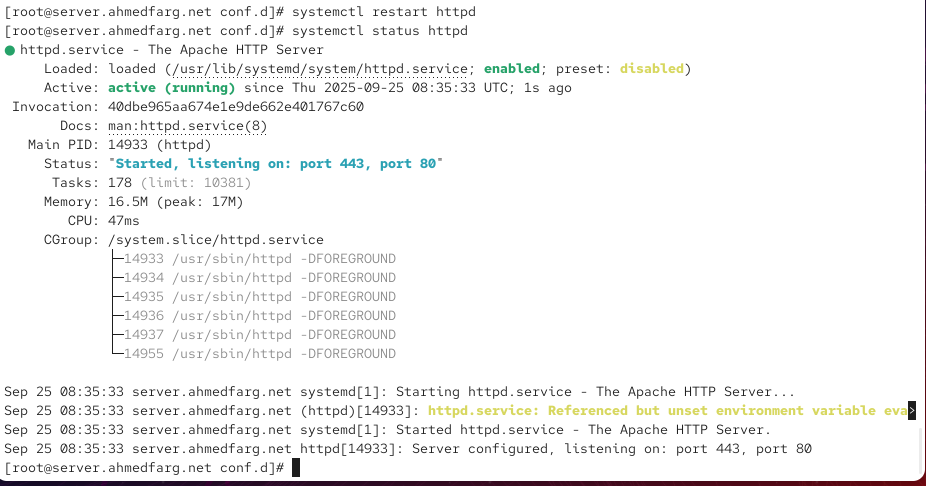 [root@server.ahmedfarg.net conf.d]# systemctl restart httpd
[root@server.ahmedfarg.net conf.d]# systemctl status httpd
● httpd.service - The Apache HTTP Server
     Loaded: loaded (/usr/lib/systemd/system/httpd.service; enabled; preset: disabled)
     Active: active (running) since Thu 2025-09-25 08:35:33 UTC; 1s ago
 Invocation: 40dbe965aa674e1e9de662e401767c60
       Docs: man:httpd.service(8)
   Main PID: 14933 (httpd)
     Status: "Started, listening on: port 443, port 80"
      Tasks: 178 (limit: 10381)
     Memory: 16.5M (peak: 17M)
        CPU: 47ms
     CGroup: /system.slice/httpd.service
             ├─14933 /usr/sbin/httpd -DFOREGROUND
             ├─14934 /usr/sbin/httpd -DFOREGROUND
             ├─14935 /usr/sbin/httpd -DFOREGROUND
             ├─14936 /usr/sbin/httpd -DFOREGROUND
             ├─14937 /usr/sbin/httpd -DFOREGROUND
             └─14955 /usr/sbin/httpd -DFOREGROUND

Sep 25 08:35:33 server.ahmedfarg.net systemd[1]: Starting httpd.service - The Apache HTTP Server...
Sep 25 08:35:33 server.ahmedfarg.net (httpd)[14933]: httpd.service: Referenced but unset environment variable eva>
Sep 25 08:35:33 server.ahmedfarg.net systemd[1]: Started httpd.service - The Apache HTTP Server.
Sep 25 08:35:33 server.ahmedfarg.net httpd[14933]: Server configured, listening on: port 443, port 80
[root@server.ahmedfarg.net conf.d]#